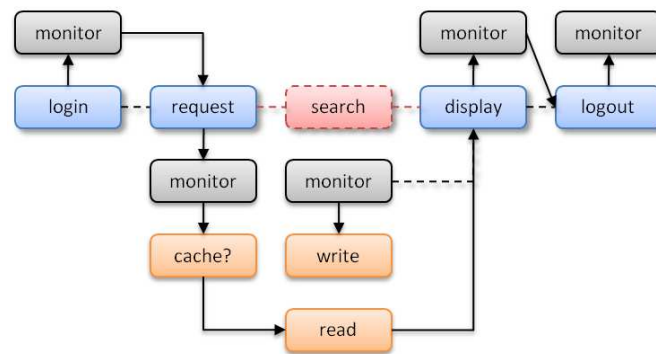 monitor
monitor
monitor
login
request
search
display
logout
monitor
monitor
cache?
write
read